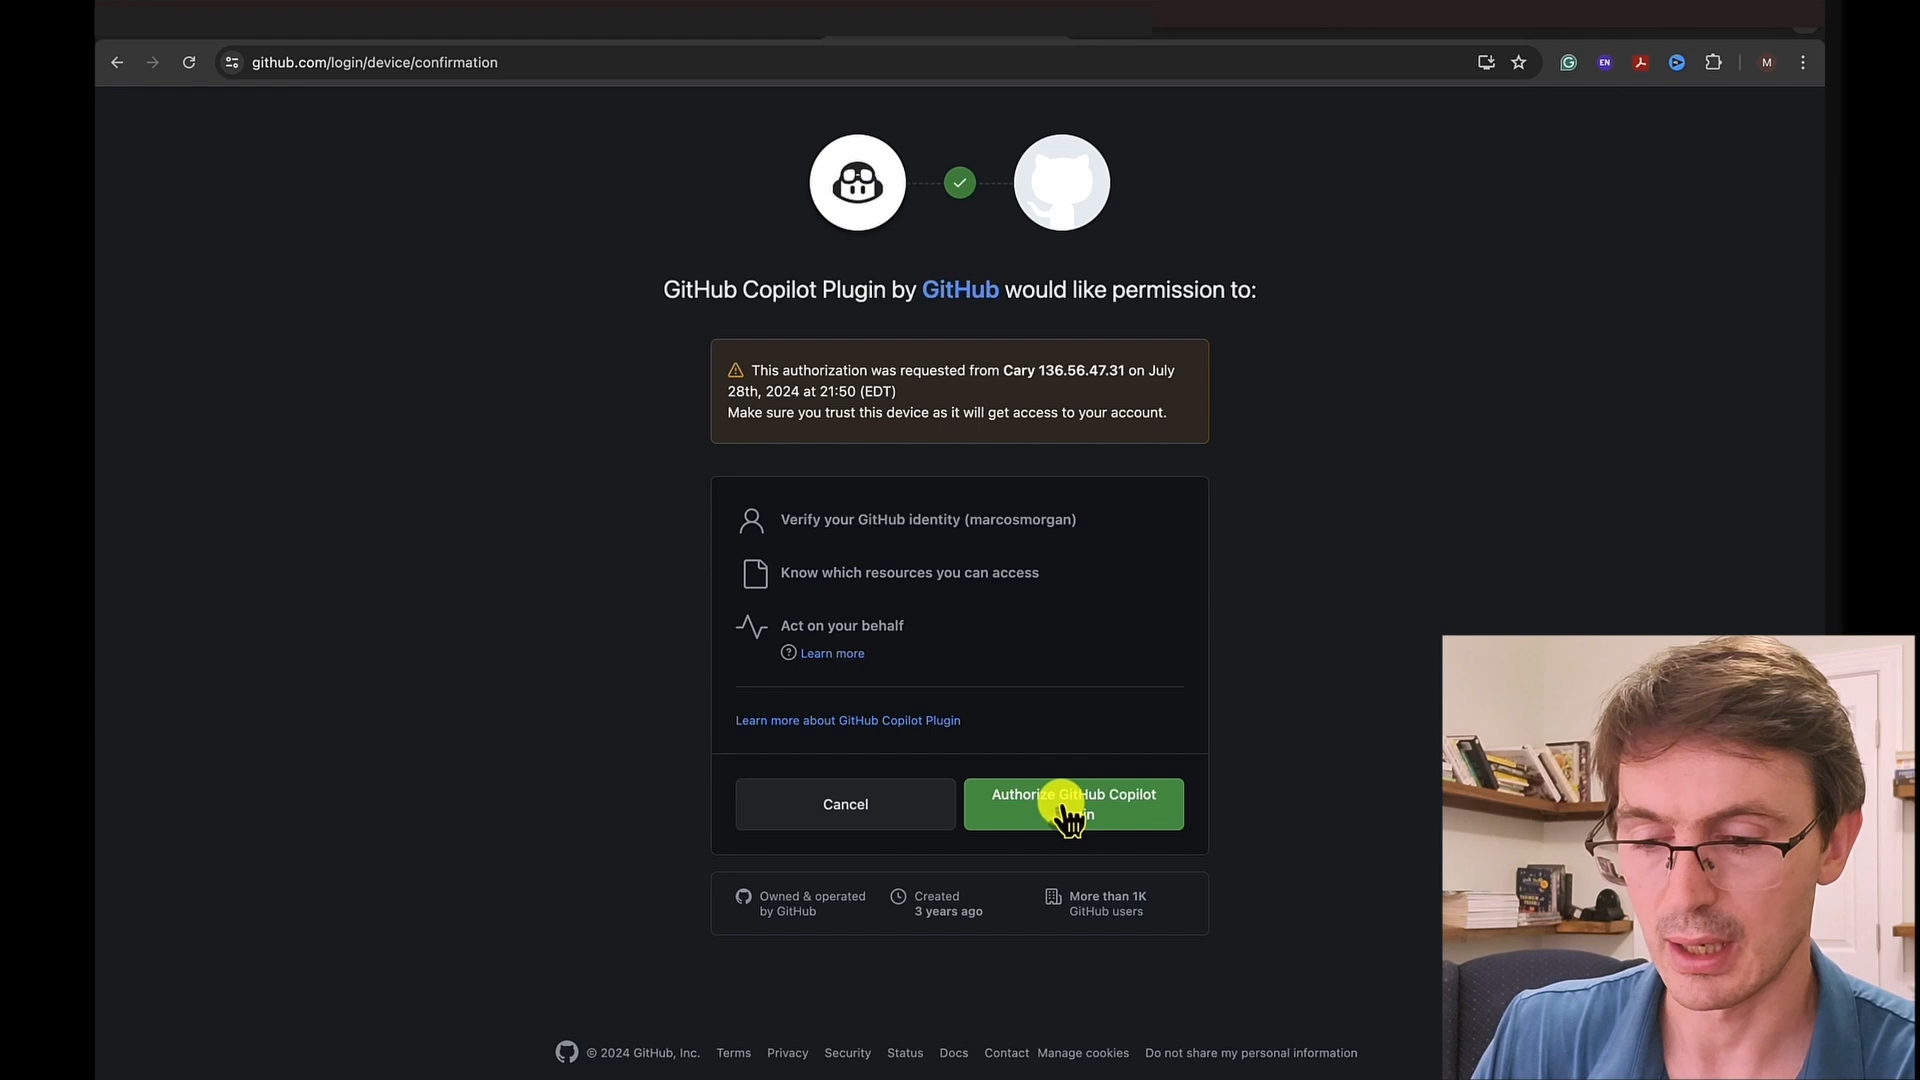 github.com/login/device/confirmation
EN
M
GitHub Copilot Plugin by GitHub would like permission to:
This authorization was requested from Cary 136.56.47.31 on July
28th, 2024 at 21:50 (EDT)
Make sure you trust this device as it will get access to your account.
Verify your GitHub identity (marcosmorgan)
Know which resources you can access
Act on your behalf
Learn more
Learn more about GitHub Copilot Plugin
Cancel
Authorize GitHub Copilot
Owned & operated
by GitHub
Created
3 years ago
More than 1K
GitHub users
© 2024 GitHub, Inc. Terms Privacy Security Status Docs Contact Manage cookies Do not share my personal information